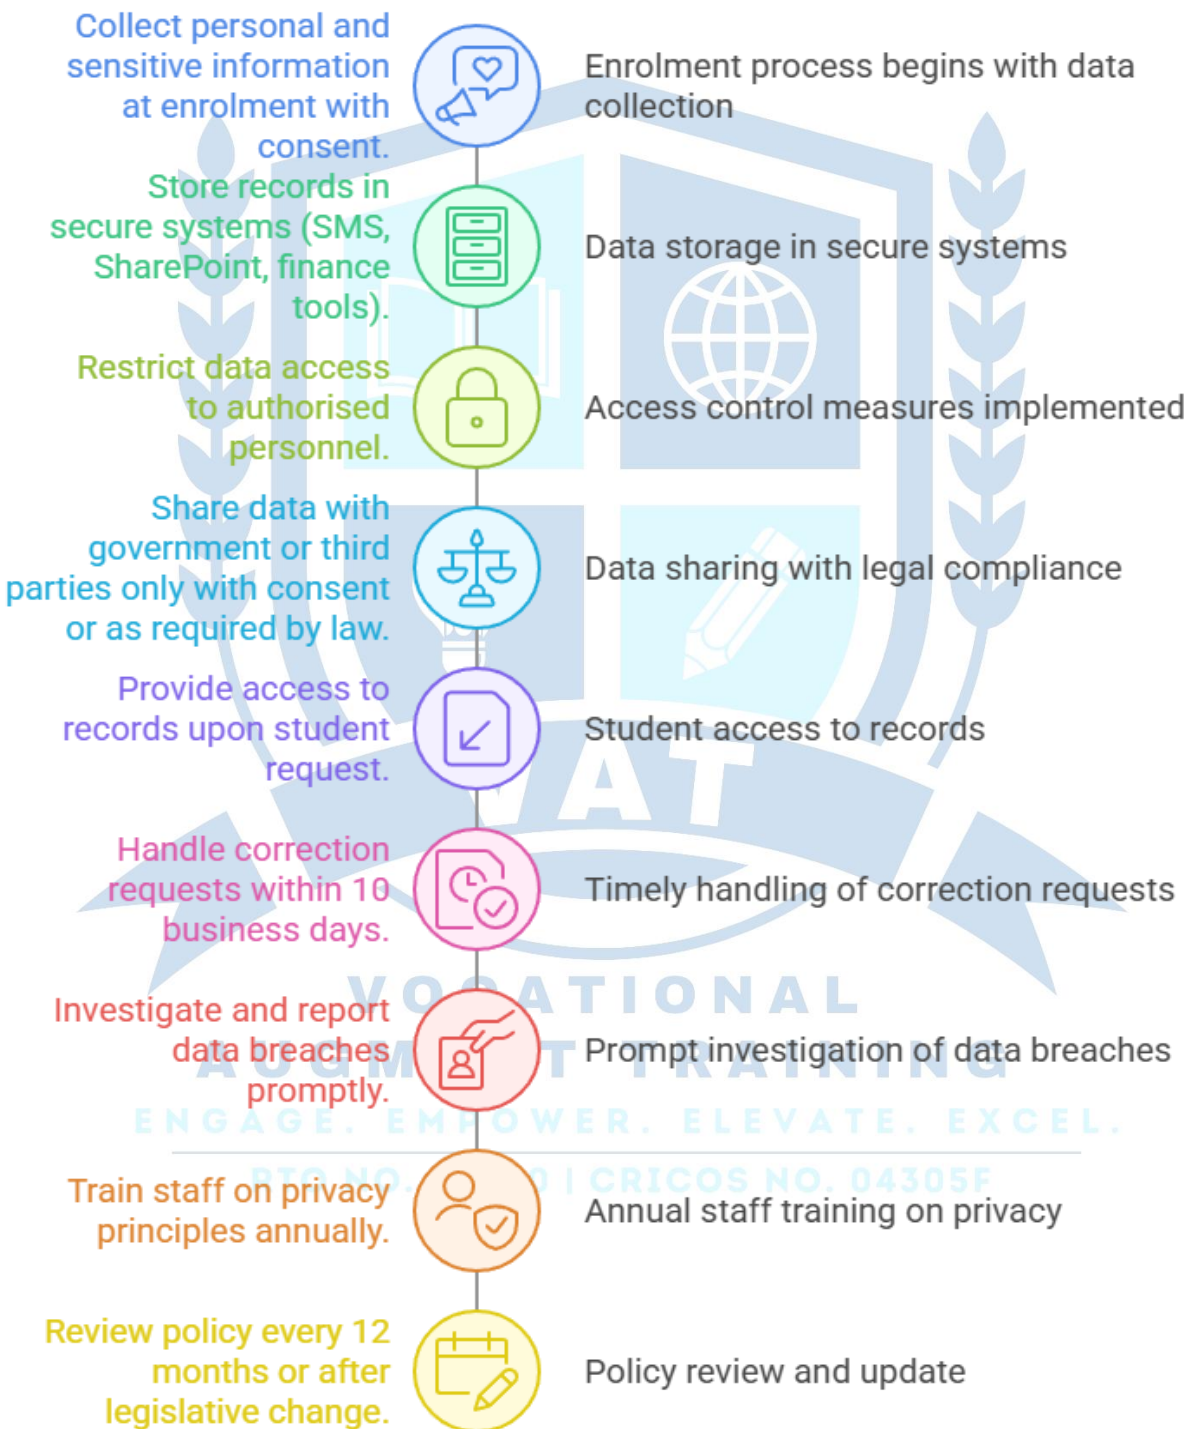 Collect personal and
sensitive information
at enrolment with
consent.
Enrolment process begins with data
collection
Store records in
secure systems (SMS,
SharePoint, finance
tools).
Data storage in secure systems
Restrict data access
to authorised
personnel.
Access control measures implemented
Share data with
government or third
parties only with consent
or as required by law.
Data sharing with legal compliance
Provide access to
records upon student
request.
Student access to records
VAT
Handle correction
requests within 10
business days.
Timely handling of correction requests
VOCATIONAL
Investigate and report
data breaches
promptly.
Prompt investigation of data breaches
TRAINING
ENGAGE. EMPOWER. ELEVATE. EXCEL.
RTO NO. | CRICOS NO. 04305F
Train staff on privacy
principles annually.
Annual staff training on privacy
Review policy every 12
months or after
legislative change.
Policy review and update